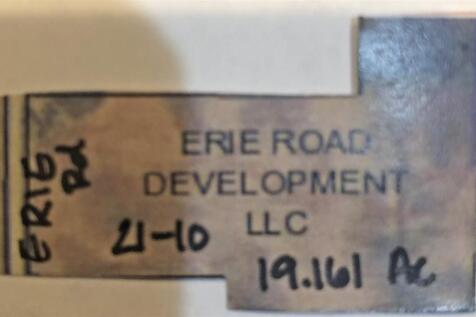 ERIE Rd
ERIE ROAD
DEVELOPMENT
LLC
21-10
19.161 Ac